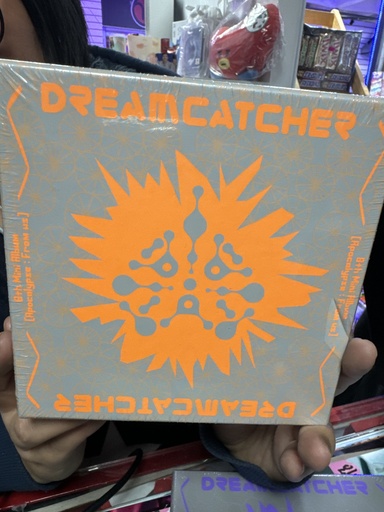 DREAMCATCHER
8th Mini Album
[Apocalypse : From us]
8th Mini Album
[Apocalypse : From us]
DREAMCATCHER
DREAMCATCHER